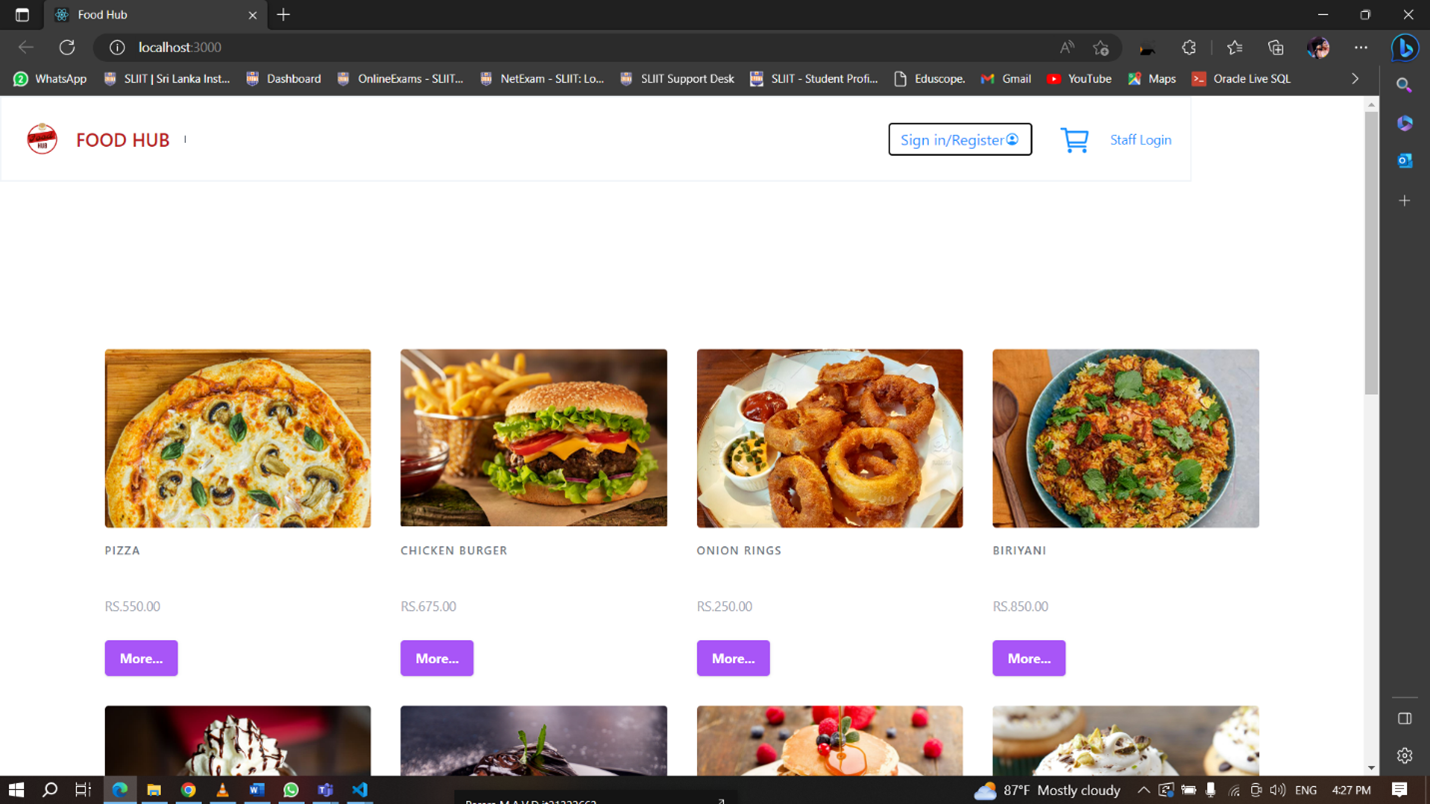 Food Hub
localhost:3000
WhatsApp
SLIIT | Sri Lanka Inst...
Dashboard
OnlineExams - SLIIT...
NetExam - SLIIT: Lo...
SLIIT Support Desk
SLIIT - Student Profi...
Eduscope.
Gmail
YouTube
Maps
Oracle Live SQL
HUB
FOOD HUB
Sign in/Register
Staff Login
PIZZA
CHICKEN BURGER
ONION RINGS
BIRIYANI
RS.550.00
RS.675.00
RS.250.00
RS.850.00
More...
More...
More...
More...
87°F Mostly cloudy
ENG
4:27 PM